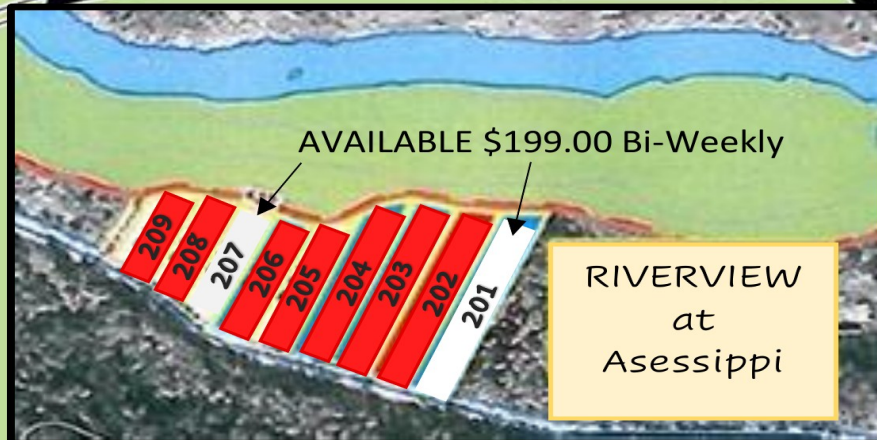 AVAILABLE $199.00 Bi-Weekly
209
208
207
206
205
204
203
202
201
RIVERVIEW
at
Asessippi